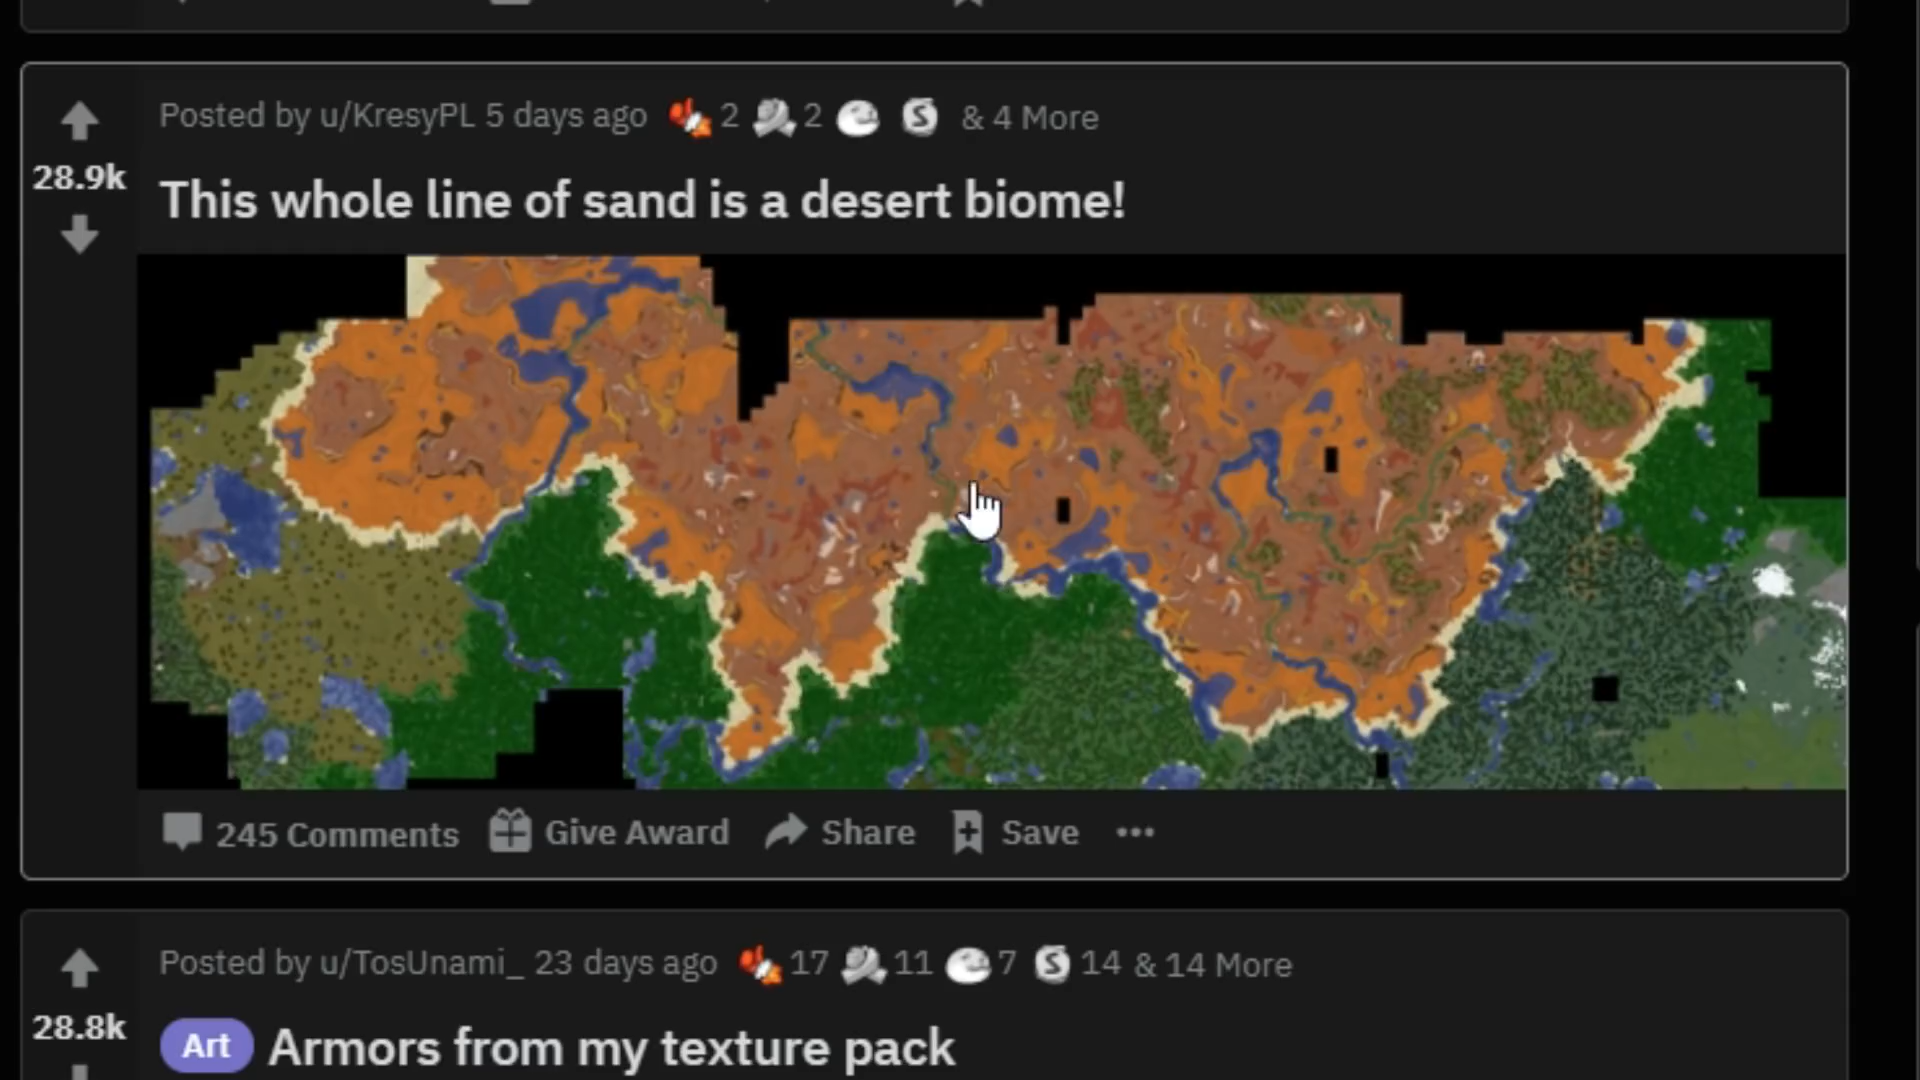 Posted by u/KresyPL 5 days ago 2 2 & 4 More
28.9k
This whole line of sand is a desert biome!
245 Comments Give Award Share Save
Posted by u/TosUnami_ 23 days ago 17 11 7 14 & 14 More
28.8k
Art Armors from my texture pack